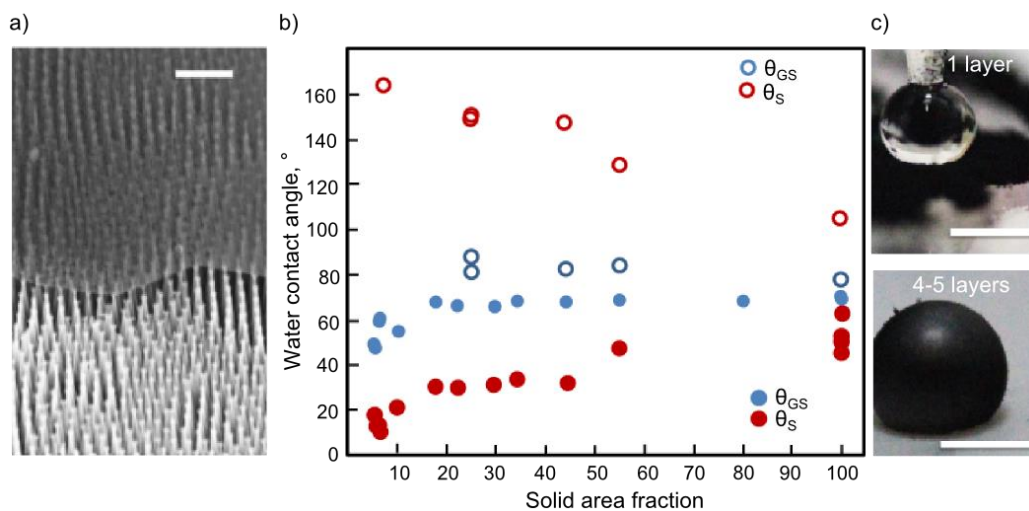 a)
b)
c)
160
140
120
100
80
60
40
20
0
Water contact angle, °
θGS
θS
θGS
θS
10 20 30 40 50 60 70 80 90 100
Solid area fraction
1 layer
4-5 layers